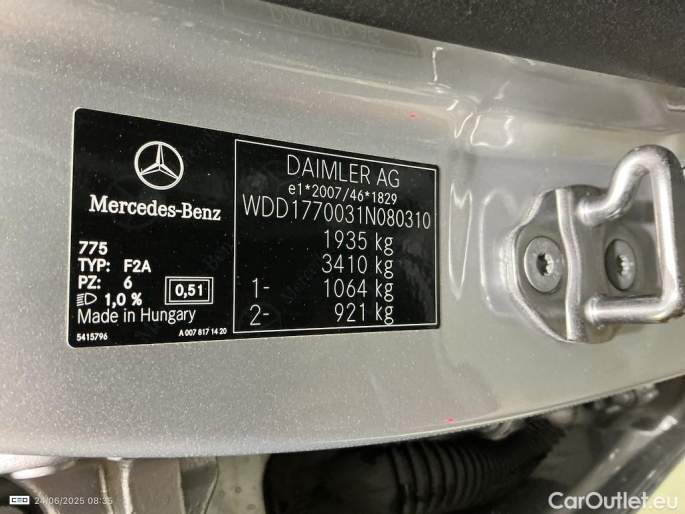 Mercedes-Benz
775
TYP: F2A
PZ: 6
1,0 %
0,51
Made in Hungary
5415796
A 007 817 14 20
DAIMLER AG
e1*2007/46*1829
WDD1770031N080310
1935 kg
3410 kg
1- 1064 kg
2- 921 kg
24/06/2025 08:35
CarOutlet.eu